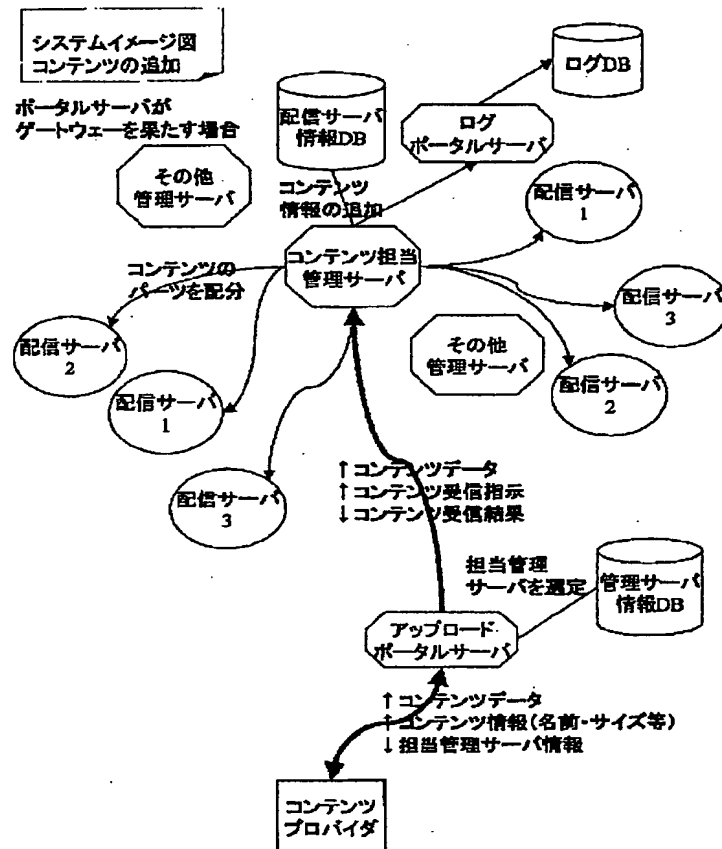 システムイメージ図
コンテンツの追加
ポータルサーバが
ゲートウェーを果たす場合
ログDB
配信サーバ
情報DB
ログ
ポータルサーバ
その他
管理サーバ
コンテンツ
情報の追加
配信サーバ
1
コンテンツ担当
管理サーバ
コンテンツの
パーツを配分
配信サーバ
3
配信サーバ
2
その他
管理サーバ
配信サーバ
1
配信サーバ
2
配信サーバ
3
↑コンテンツデータ
↑コンテンツ受信指示
↓コンテンツ受信結果
担当管理
サーバを選定
管理サーバ
情報DB
アップロード
ポータルサーバ
↑コンテンツデータ
↑コンテンツ情報(名前・サイズ等)
↓担当管理サーバ情報
コンテンツ
プロバイダ